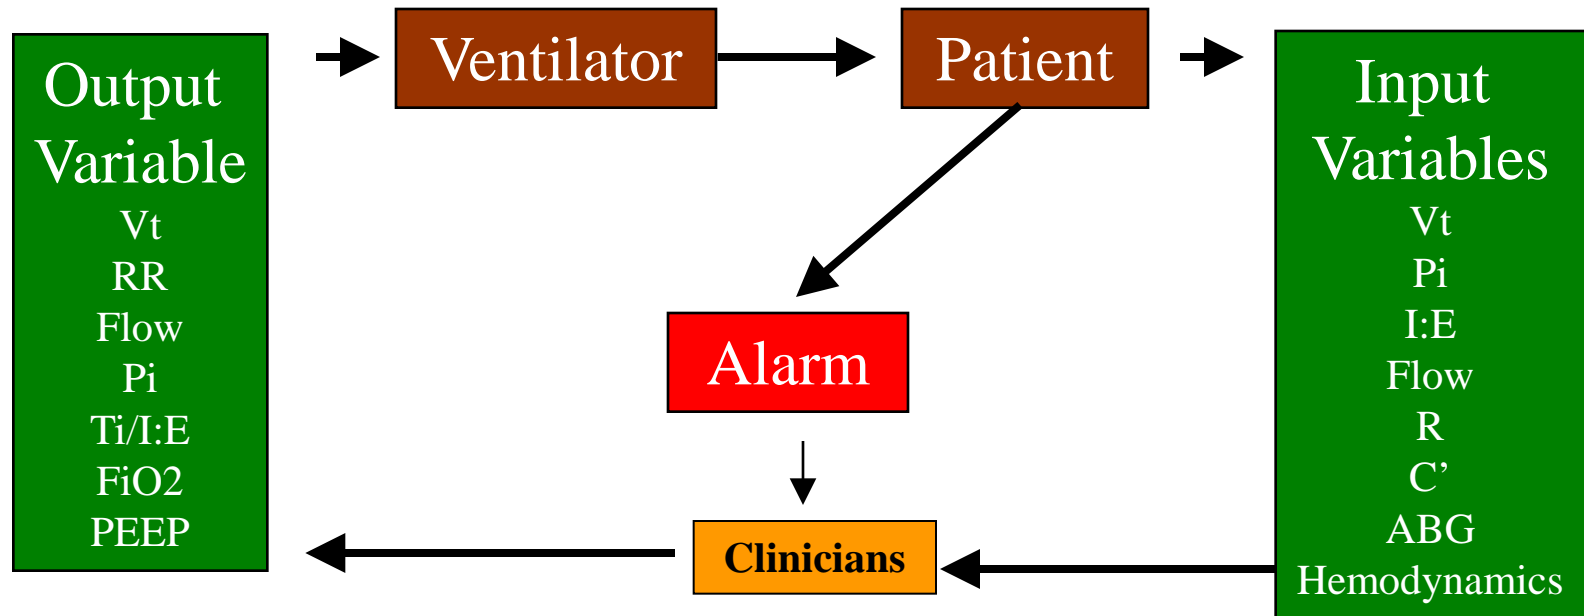 Output
Variable
Vt
RR
Flow
Pi
Ti/I:E
FiO2
PEEP
Ventilator
Patient
Alarm
Clinicians
Input
Variables
Vt
Pi
I:E
Flow
R
C’
ABG
Hemodynamics